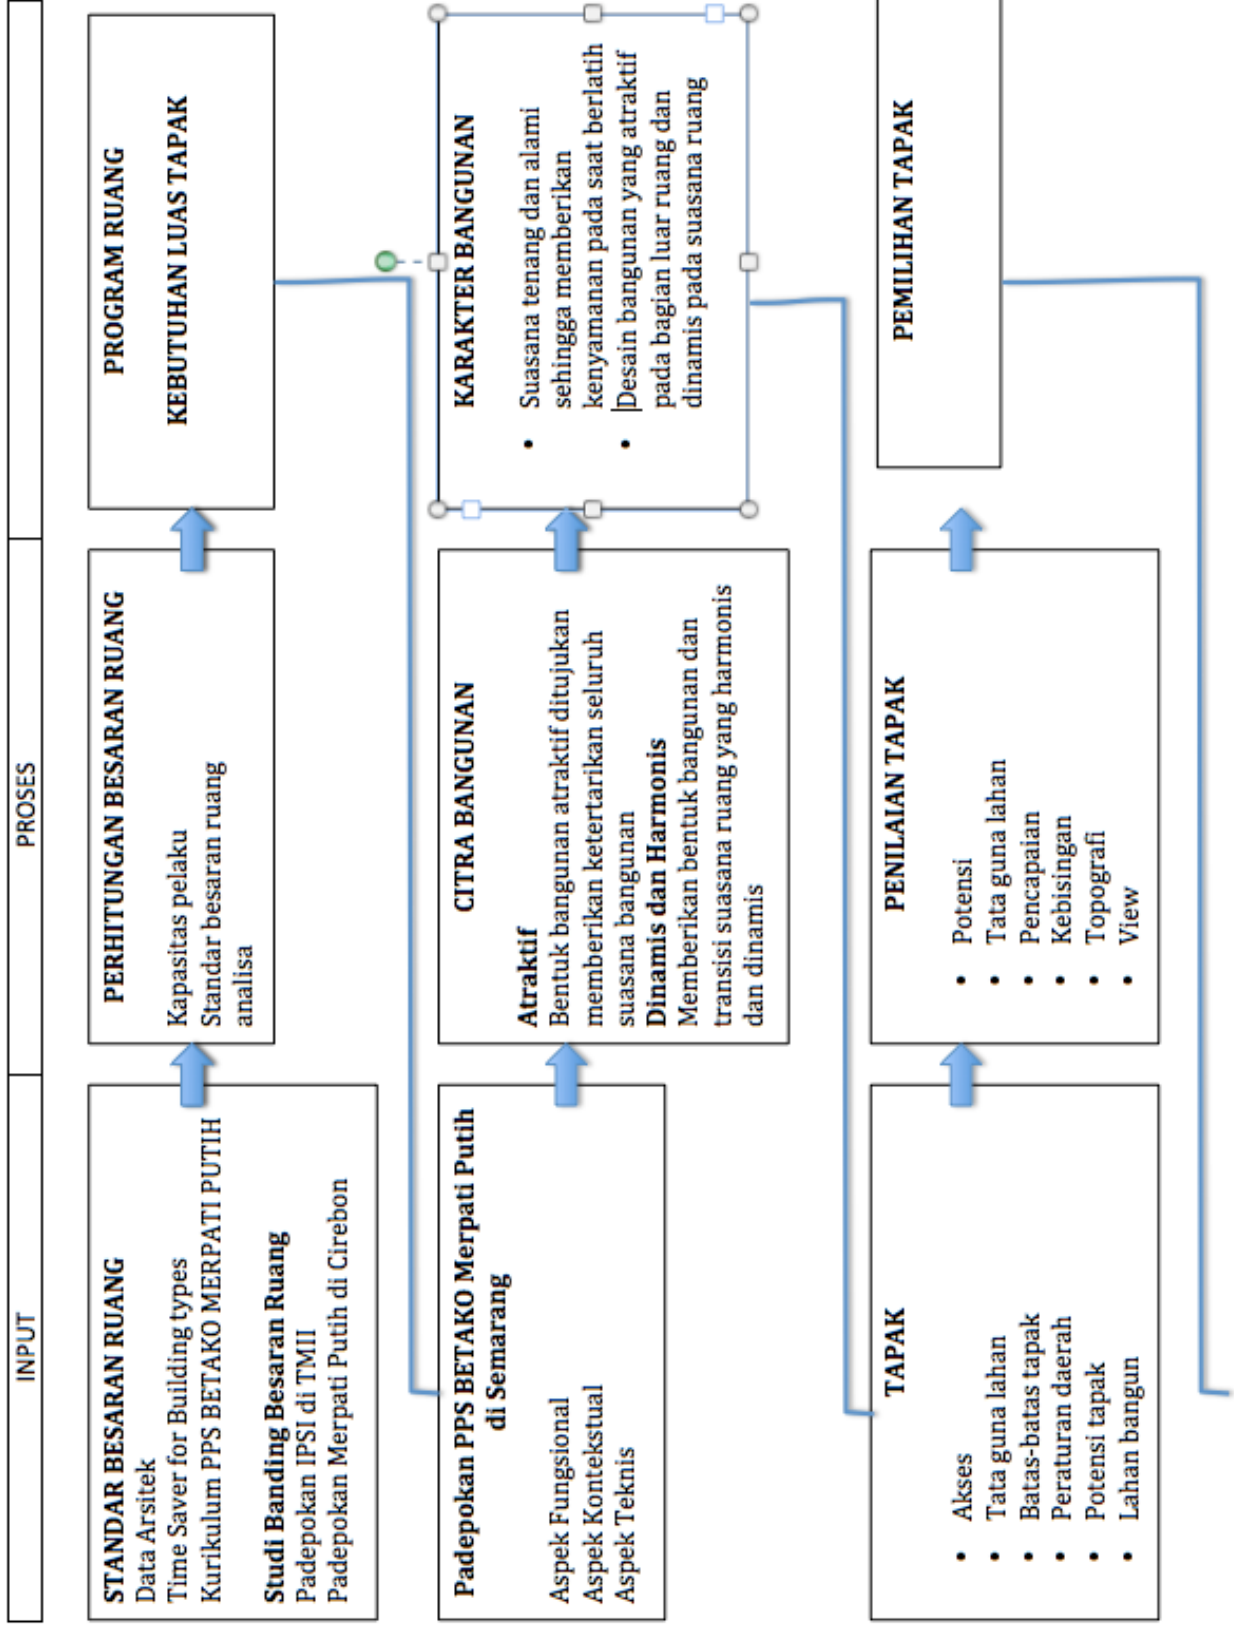 INPUT
PROSES
STANDAR BESARAN RUANG
Data Arsitek
Time Saver for Building types
Kurikulum PPS BETAKO MERPATI PUTIH
Studi Banding Besaran Ruang
Padepokan IPSI di TMII
Padepokan Merpati Putih di Cirebon
PERHITUNGAN BESARAN RUANG
Kapasitas pelaku
Standar besaran ruang
analisa
PROGRAM RUANG
KEBUTUHAN LUAS TAPAK
Padepokan PPS BETAKO Merpati Putih
di Semarang
Aspek Fungsional
Aspek Kontekstual
Aspek Teknis
CITRA BANGUNAN
Atraktif
Bentuk bangunan atraktif ditujukan
memberikan ketertarikan seluruh
suasana bangunan
Dinamis dan Harmonis
Memberikan bentuk bangunan dan
transisi suasana ruang yang harmonis
dan dinamis
KARAKTER BANGUNAN
• Suasana tenang dan alami
sehingga memberikan
kenyamanan pada saat berlatih
• Desain bangunan yang atraktif
pada bagian luar ruang dan
dinamis pada suasana ruang
TAPAK
• Akses
• Tata guna lahan
• Batas-batas tapak
• Peraturan daerah
• Potensi tapak
• Lahan bangun
PENILAIAN TAPAK
• Potensi
• Tata guna lahan
• Pencapaian
• Kebisingan
• Topografi
• View
PEMILIHAN TAPAK